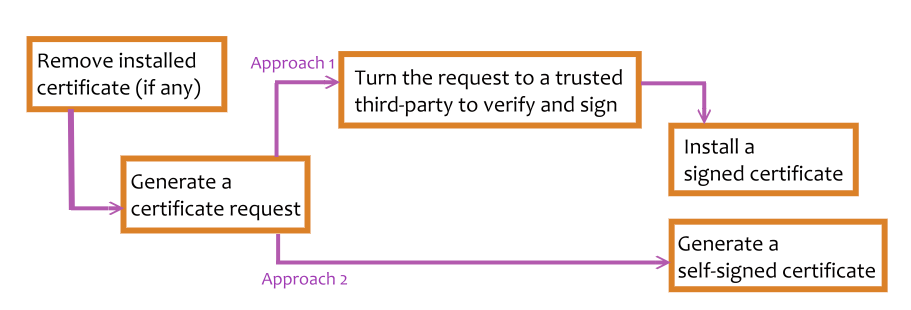 Remove installed
certificate (if any)
Approach 1
Turn the request to a trusted
third-party to verify and sign
Install a
signed certificate
Generate a
certificate request
Approach 2
Generate a
self-signed certificate